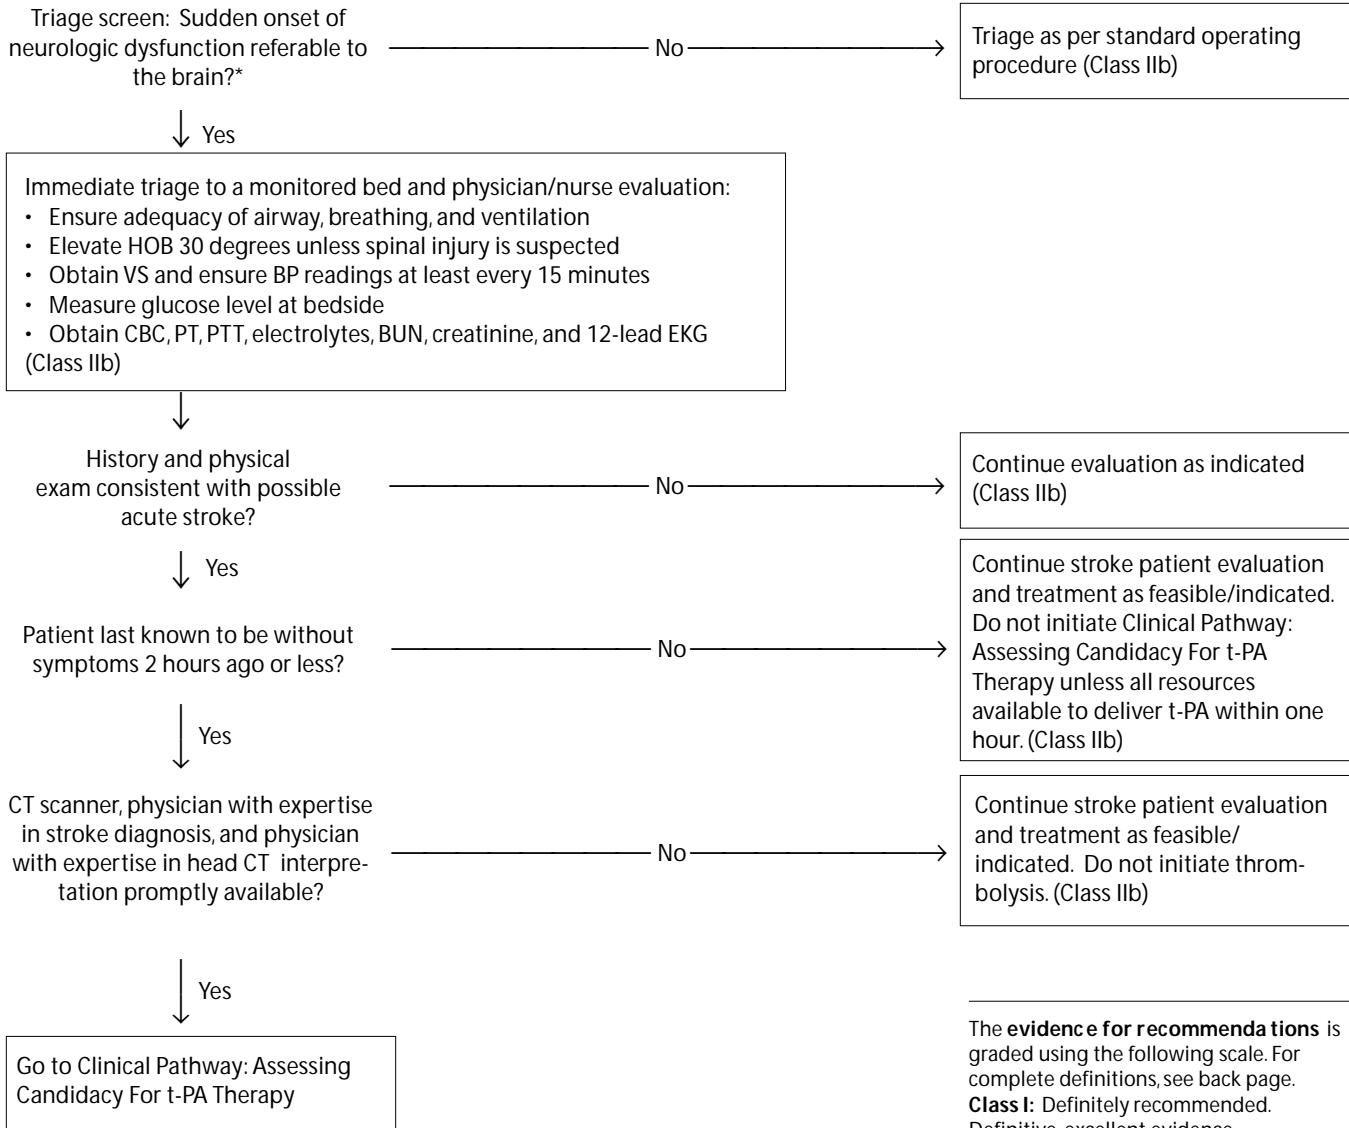 Triage screen: Sudden onset of
neurologic dysfunction referable to
the brain?*
No
Triage as per standard operating
procedure (Class IIb)
Yes
Immediate triage to a monitored bed and physician/nurse evaluation:
• Ensure adequacy of airway, breathing, and ventilation
• Elevate HOB 30 degrees unless spinal injury is suspected
• Obtain VS and ensure BP readings at least every 15 minutes
• Measure glucose level at bedside
• Obtain CBC, PT, PTT, electrolytes, BUN, creatinine, and 12-lead EKG
(Class IIb)
History and physical
exam consistent with possible
acute stroke?
No
Continue evaluation as indicated
(Class IIb)
Yes
Patient last known to be without
symptoms 2 hours ago or less?
No
Continue stroke patient evaluation
and treatment as feasible/indicated.
Do not initiate Clinical Pathway:
Assessing Candidacy For t-PA
Therapy unless all resources
available to deliver t-PA within one
hour. (Class IIb)
Yes
CT scanner, physician with expertise
in stroke diagnosis, and physician
with expertise in head CT interpre-
tation promptly available?
No
Continue stroke patient evaluation
and treatment as feasible/
indicated. Do not initiate throm-
bolysis. (Class IIb)
Yes
Go to Clinical Pathway: Assessing
Candidacy For t-PA Therapy
The evidence for recommendations is
graded using the following scale. For
complete definitions, see back page.
Class I: Definitely recommended.
Definitive, excellent evidence